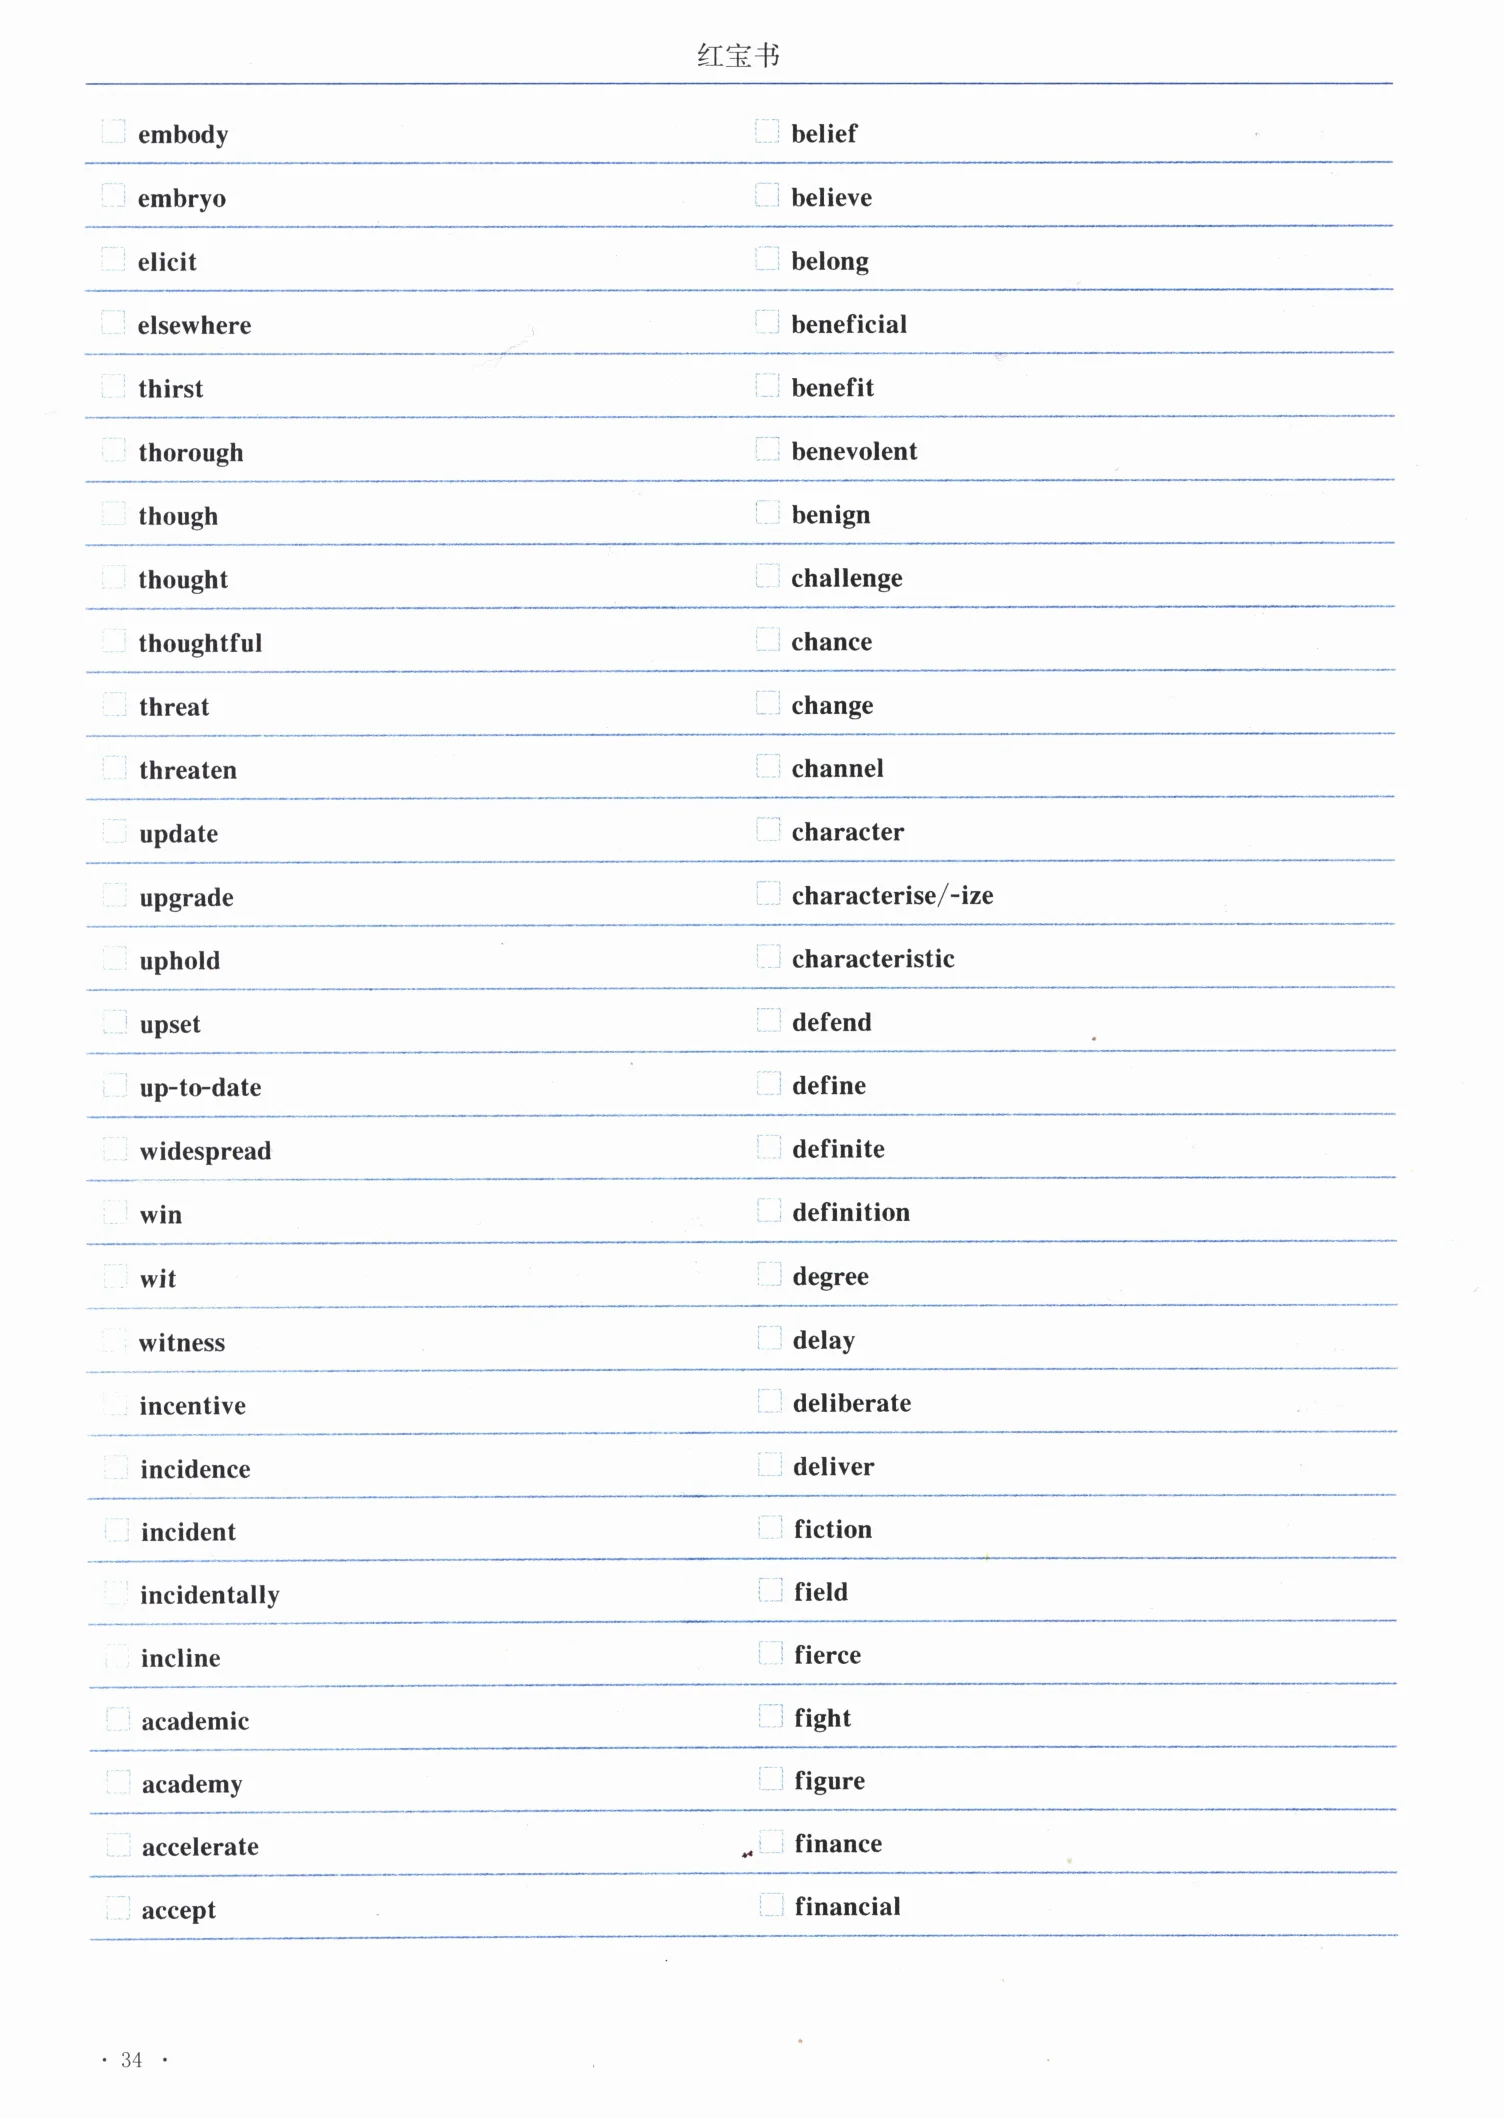 红宝书
embody
embryo
elicit
elsewhere
thirst
thorough
though
thought
thoughtful
threat
threaten
update
upgrade
uphold
upset
up-to-date
widespread
win
wit
witness
incentive
incidence
incident
incidentally
incline
academic
academy
accelerate
accept
belief
believe
belong
beneficial
benefit
benevolent
benign
challenge
chance
change
channel
character
characterise/-ize
characteristic
defend
define
definite
definition
degree
delay
deliberate
deliver
fiction
field
fierce
fight
figure
finance
financial
· 34 ·